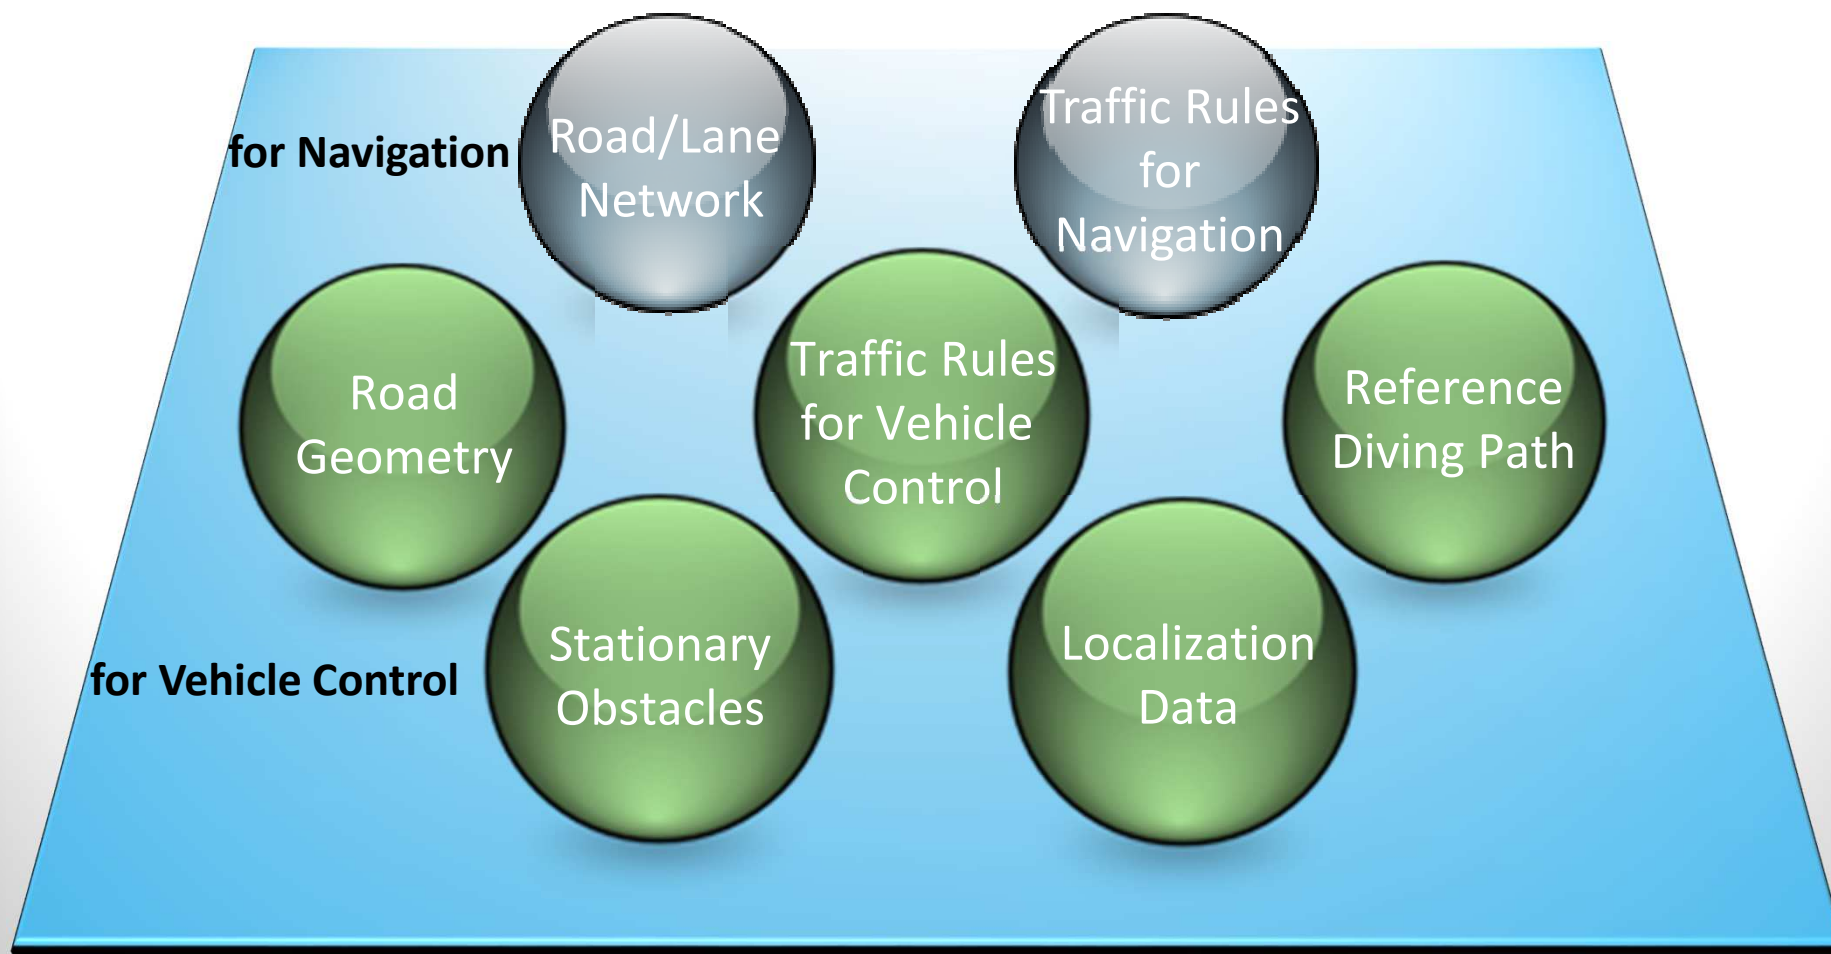 for Navigation
Road/Lane
Network
Traffic Rules
for
Navigation
Road
Geometry
Traffic Rules
for Vehicle
Control
Reference
Diving Path
for Vehicle Control
Stationary
Obstacles
Localization
Data